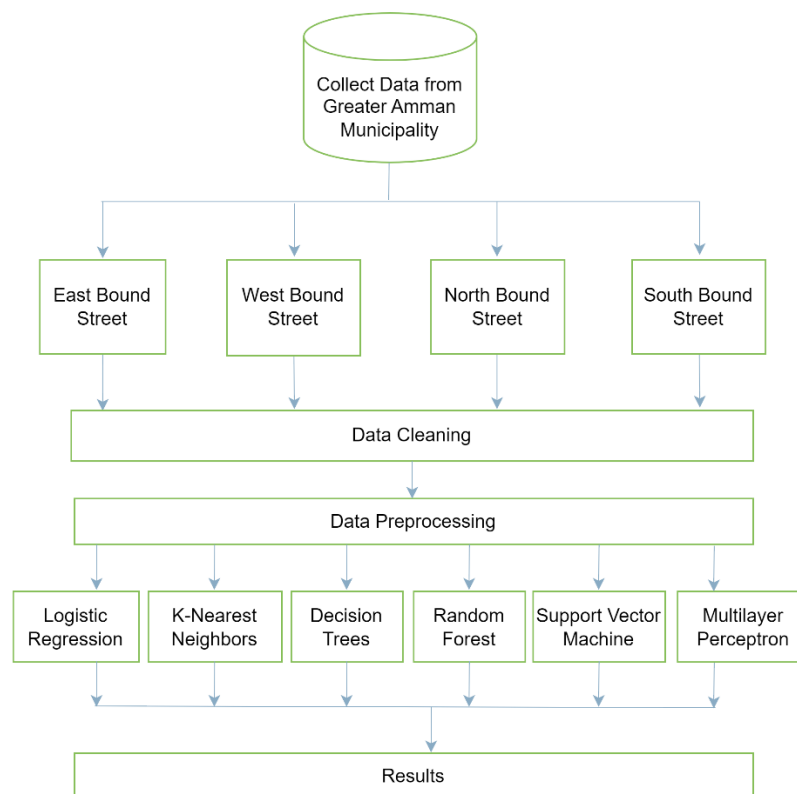 Collect Data from
Greater Amman
Municipality
East Bound
Street
West Bound
Street
North Bound
Street
South Bound
Street
Data Cleaning
Data Preprocessing
Logistic
Regression
K-Nearest
Neighbors
Decision
Trees
Random
Forest
Support Vector
Machine
Multilayer
Perceptron
Results